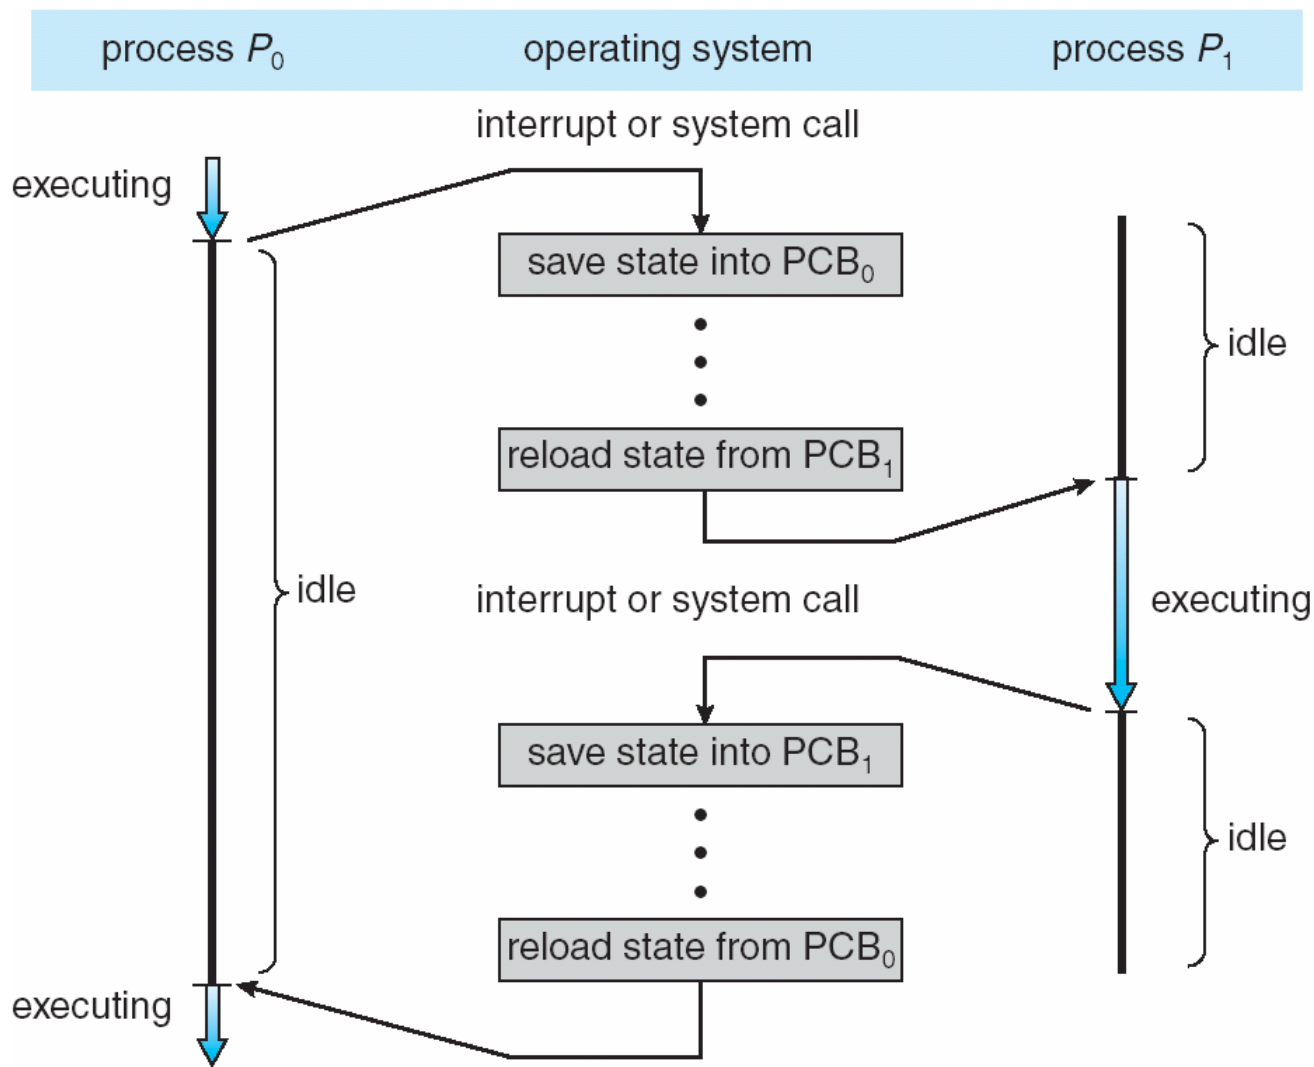 process P₀ operating system process P₁
interrupt or system call
executing
save state into PCB₀
idle
reload state from PCB₁
idle
interrupt or system call
executing
save state into PCB₁
idle
reload state from PCB₀
executing